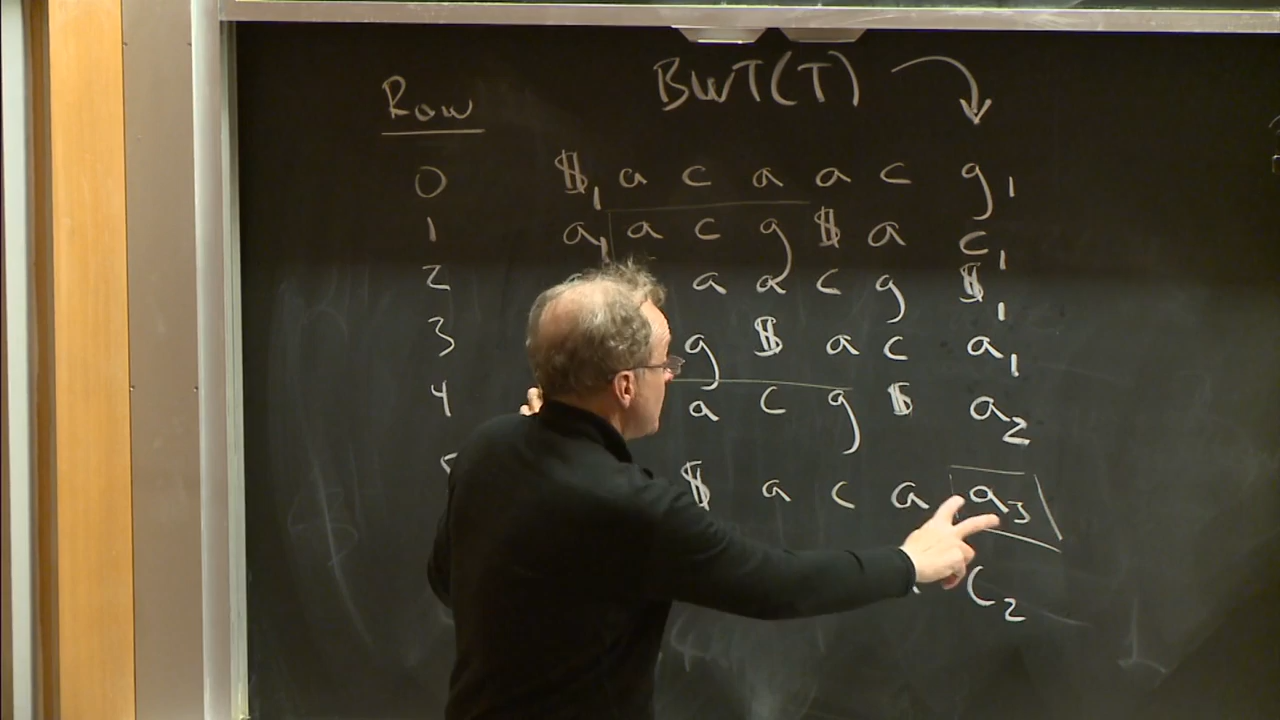 BWT(T)
Row
0 $1 a c a a c g1
1 a1 a c g $ a c1
2 a a c g $1
3 g $ a c a1
4 a c g $ a2
$ a c a a3
c2